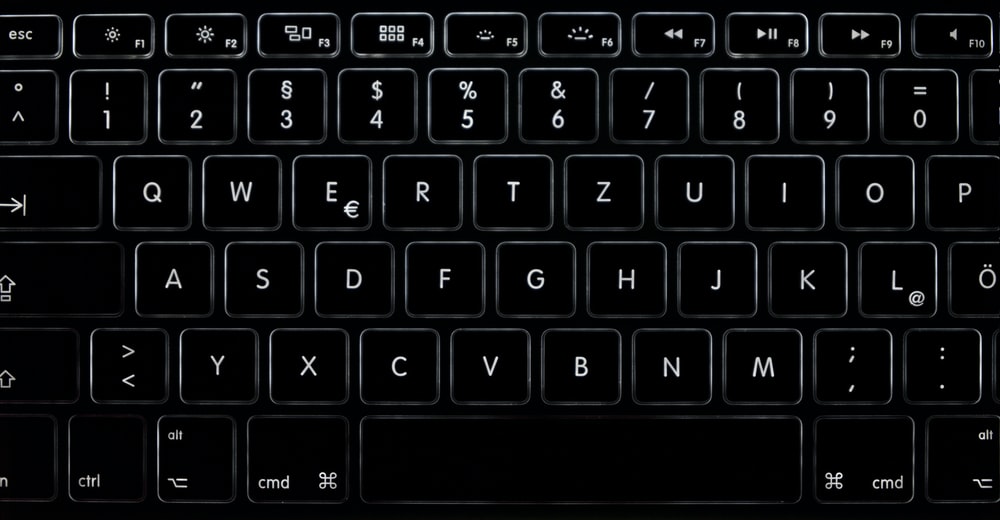 esc F1 F2 F3 F4 F5 F6 F7 F8 F9 F10
° ! " § $ % & / ( ) =
^ 1 2 3 4 5 6 7 8 9 0
Q W E € R T Z U I O P
A S D F G H J K L @ Ö
> ; :
< Y X C V B N M , .
alt alt
n ctrl cmd ⌘ ⌘ cmd